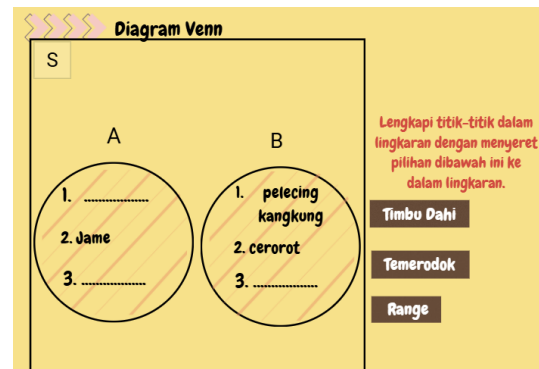 Diagram Venn
S
A
1. ..................
2. Jame
3. ..................
B
1. pelecing
kangkung
2. cerorot
3. ..................
Lengkapi titik-titik dalam
lingkaran dengan menyeret
pilihan dibawah ini ke
dalam lingkaran.
Timbu Dahi
Temerodok
Range